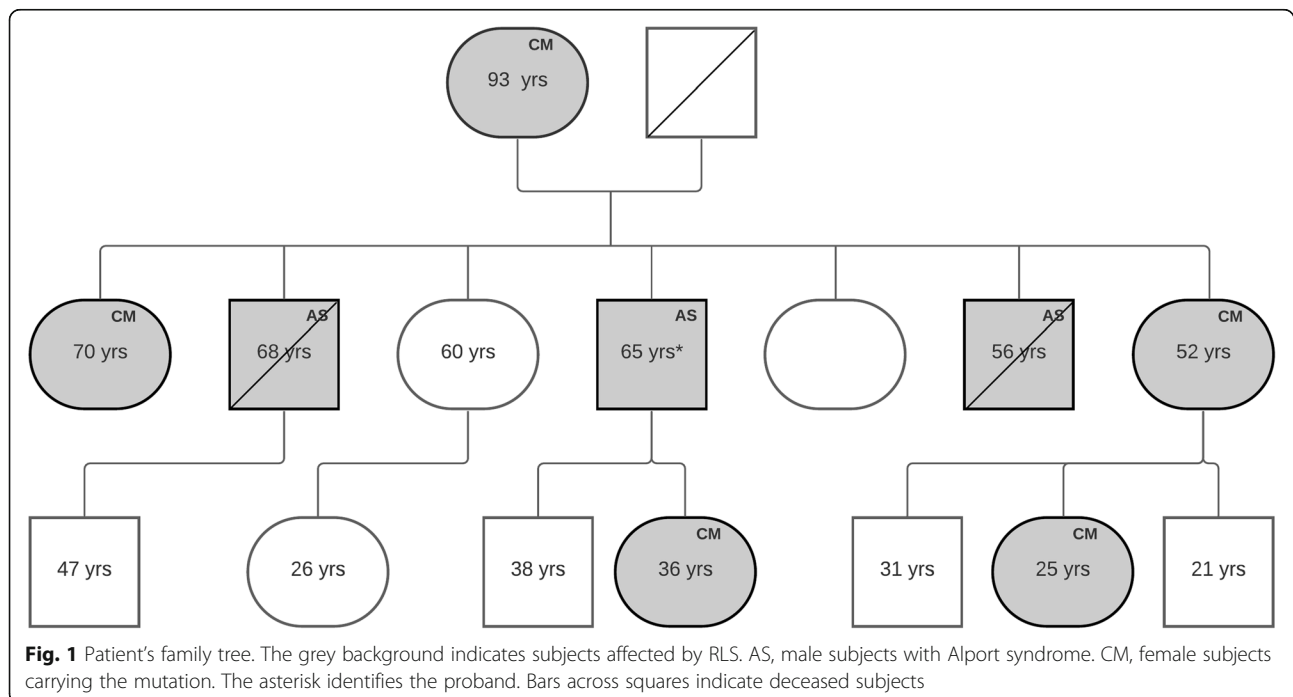 CM
93 yrs
CM
70 yrs
AS
68 yrs
60 yrs
AS
65 yrs*
AS
56 yrs
CM
52 yrs
47 yrs
26 yrs
38 yrs
CM
36 yrs
31 yrs
CM
25 yrs
21 yrs
Fig. 1 Patient's family tree. The grey background indicates subjects affected by RLS. AS, male subjects with Alport syndrome. CM, female subjects
carrying the mutation. The asterisk identifies the proband. Bars across squares indicate deceased subjects